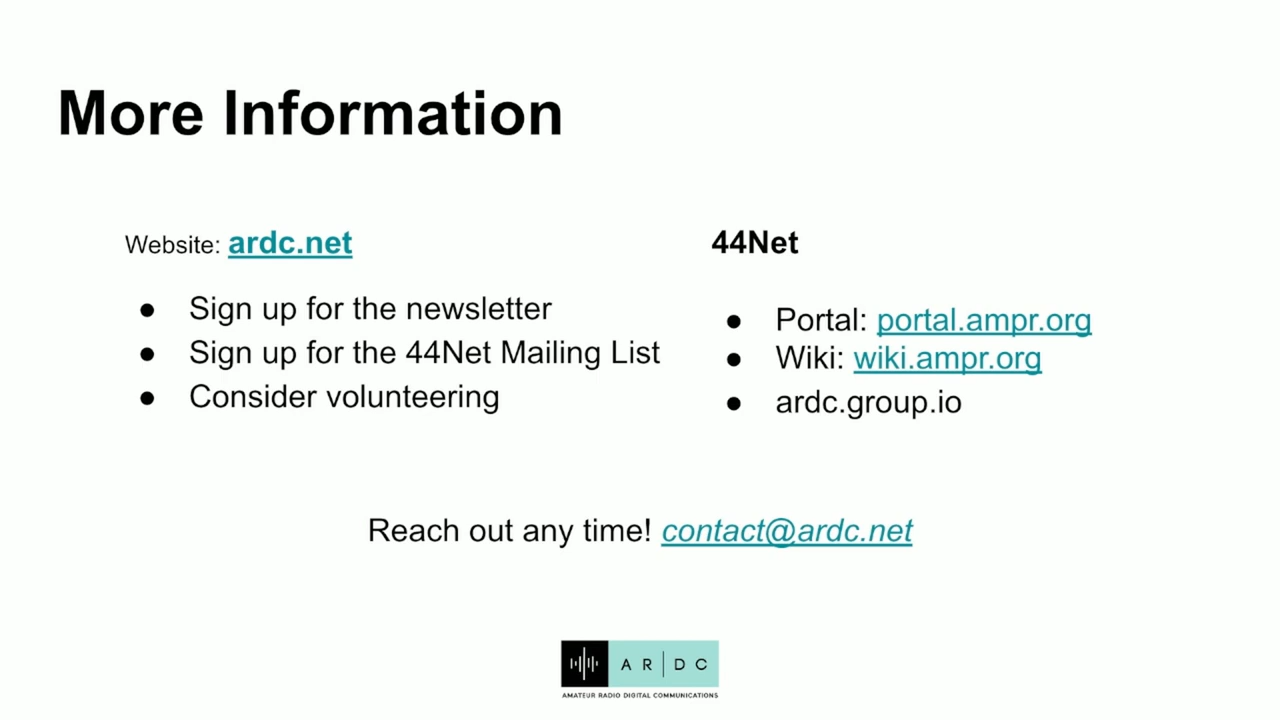 More Information
Website: ardc.net
● Sign up for the newsletter
● Sign up for the 44Net Mailing List
● Consider volunteering
44Net
● Portal: portal.ampr.org
● Wiki: wiki.ampr.org
● ardc.group.io
Reach out any time! contact@ardc.net
AR|DC
AMATEUR RADIO DIGITAL COMMUNICATIONS